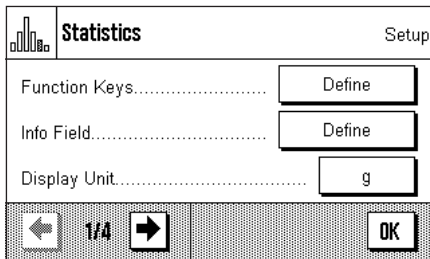 Statistics Setup
Function Keys.......................... Define
Info Field................................. Define
Display Unit................................... g
1/4 OK